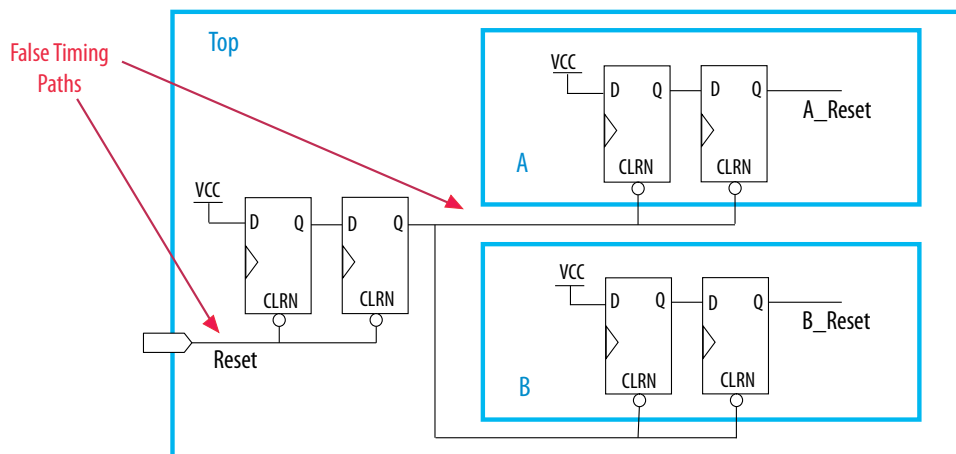 Top
False Timing
Paths
VCC
D Q D Q
A_Reset
CLRN CLRN
A
VCC
D Q D Q
CLRN CLRN
Reset
VCC
D Q D Q
B_Reset
CLRN CLRN
B